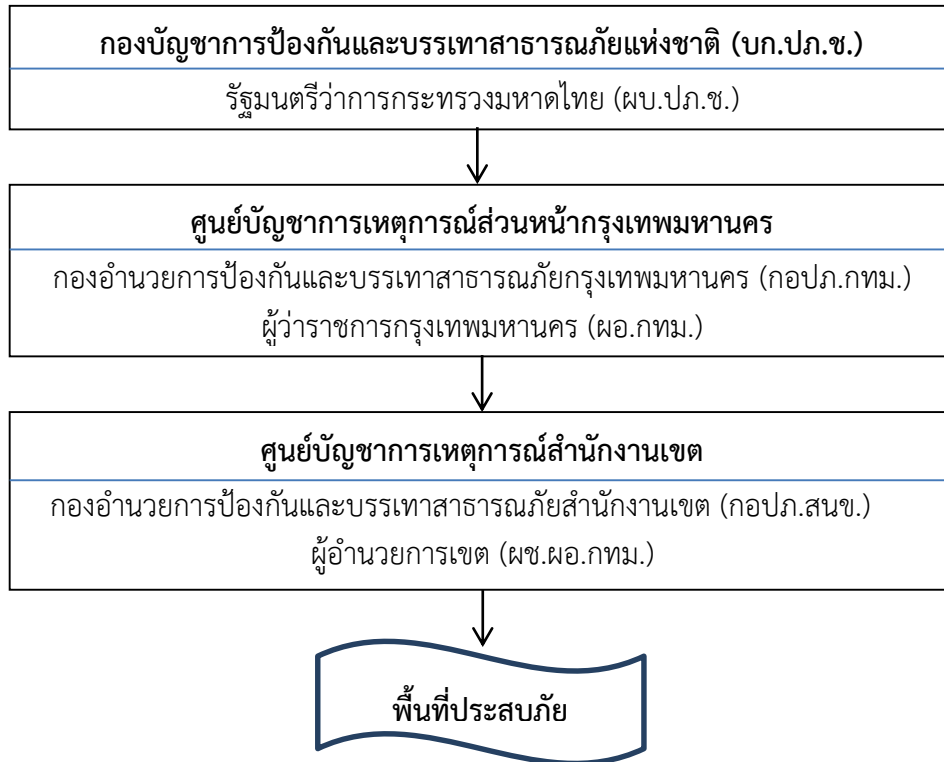 กองบัญชาการป้องกันและบรรเทาสาธารณภัยแห่งชาติ (บก.ปภ.ช.)
รัฐมนตรีว่าการกระทรวงมหาดไทย (ผบ.ปภ.ช.)
ศูนย์บัญชาการเหตุการณ์ส่วนหน้ากรุงเทพมหานคร
กองอำนวยการป้องกันและบรรเทาสาธารณภัยกรุงเทพมหานคร (กอปภ.กทม.)
ผู้ว่าราชการกรุงเทพมหานคร (ผอ.กทม.)
ศูนย์บัญชาการเหตุการณ์สำนักงานเขต
กองอำนวยการป้องกันและบรรเทาสาธารณภัยสำนักงานเขต (กอปภ.สนข.)
ผู้อำนวยการเขต (ผช.ผอ.กทม.)
พื้นที่ประสบภัย